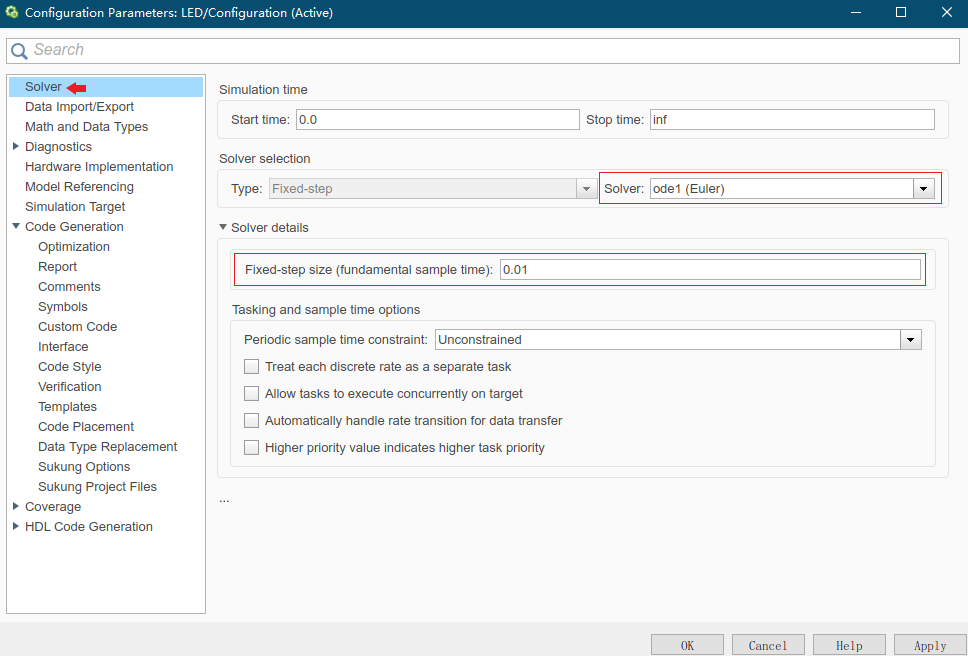 Configuration Parameters: LED/Configuration (Active)
Search
Solver
Data Import/Export
Math and Data Types
Diagnostics
Hardware Implementation
Model Referencing
Simulation Target
Code Generation
Optimization
Report
Comments
Symbols
Custom Code
Interface
Code Style
Verification
Templates
Code Placement
Data Type Replacement
Sukung Options
Sukung Project Files
Coverage
HDL Code Generation
Simulation time
Start time: 0.0 Stop time: inf
Solver selection
Type: Fixed-step Solver: ode1 (Euler)
Solver details
Fixed-step size (fundamental sample time): 0.01
Tasking and sample time options
Periodic sample time constraint: Unconstrained
Treat each discrete rate as a separate task
Allow tasks to execute concurrently on target
Automatically handle rate transition for data transfer
Higher priority value indicates higher task priority
...
OK Cancel Help Apply